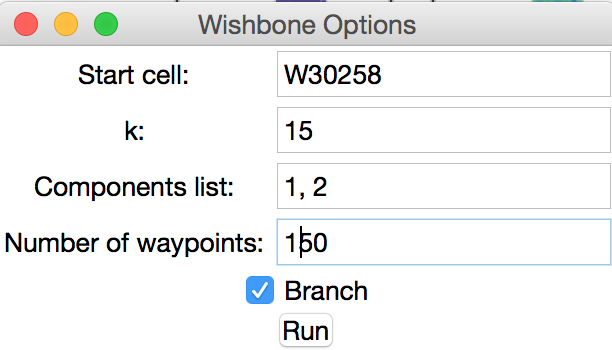 Wishbone Options
Start cell: W30258
k: 15
Components list: 1, 2
Number of waypoints: 150
Branch
Run